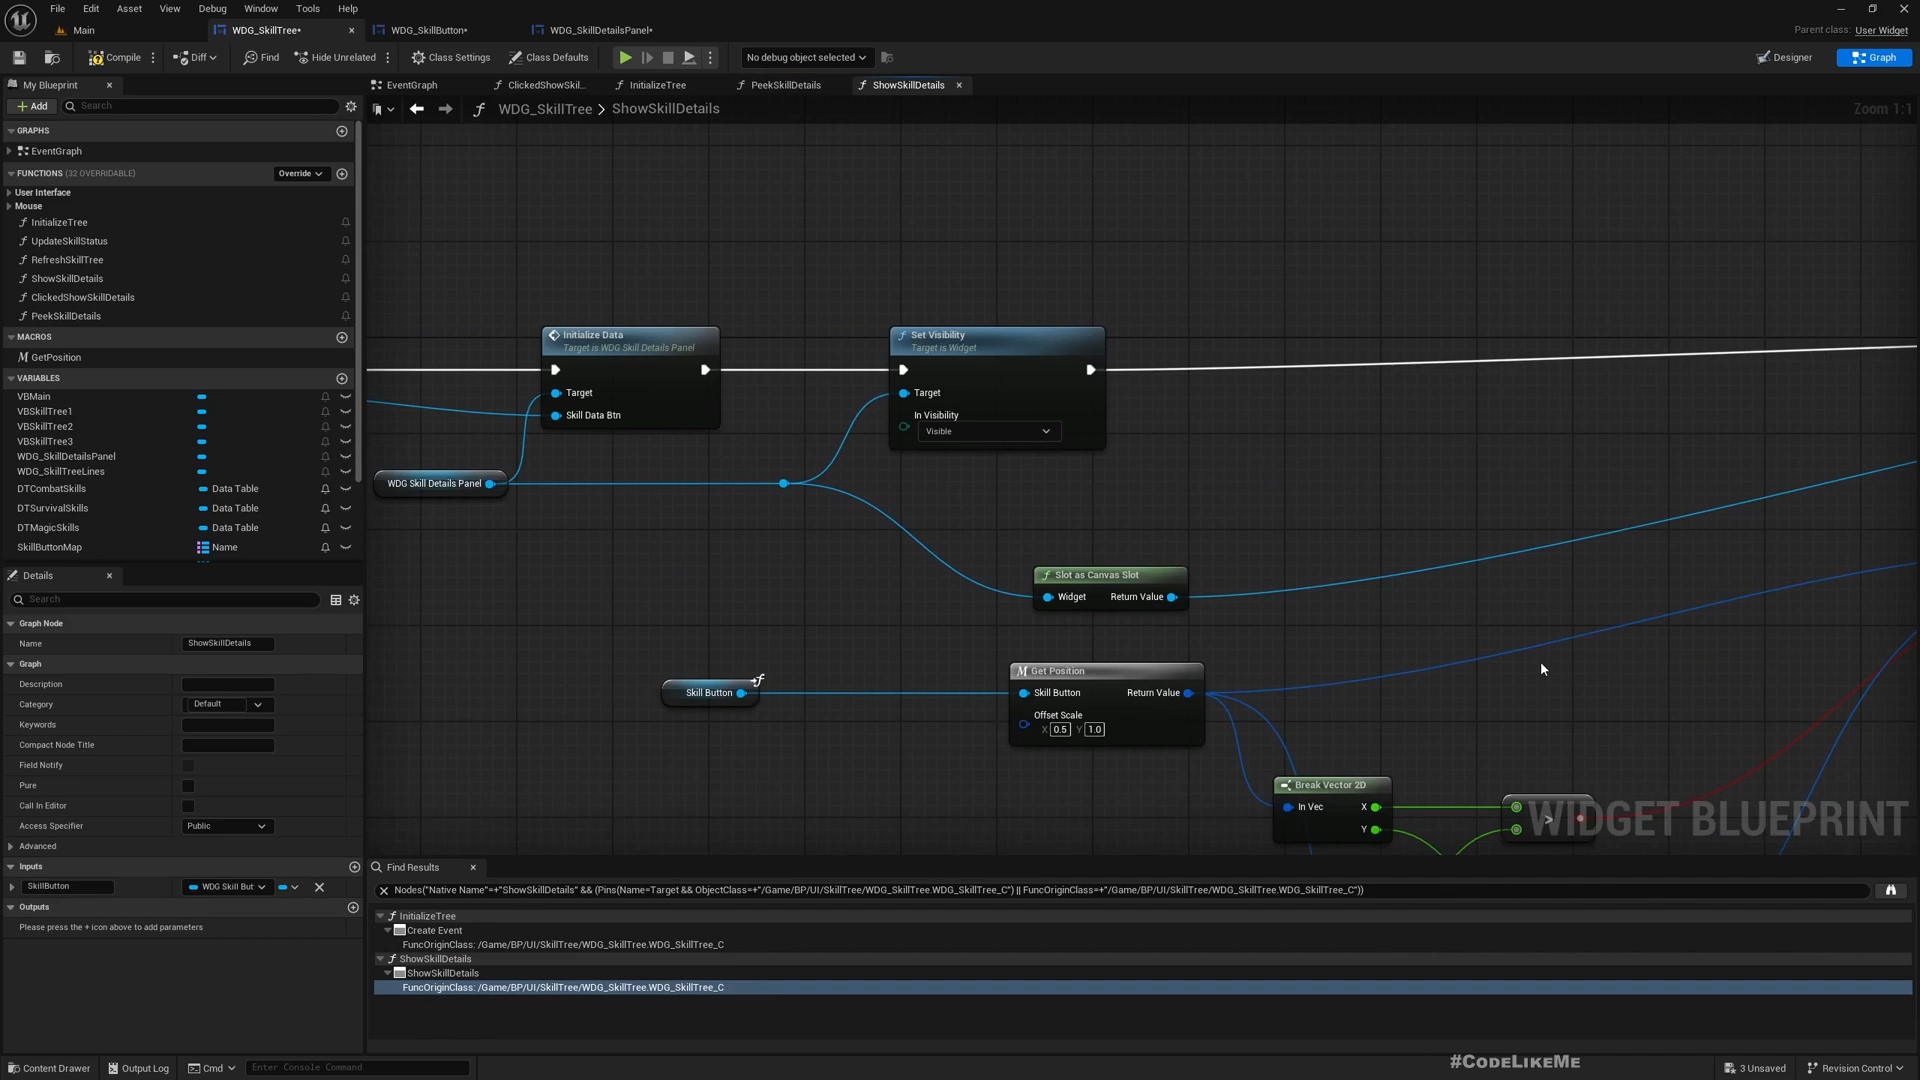 File Edit Asset View Debug Window Tools Help
Main
WDG_SkillTree*
WDG_SkillButton*
WDG_SkillDetailsPanel*
Parent class: User Widget
Compile
Diff
Find
Hide Unrelated
Class Settings
Class Defaults
No debug object selected
Designer
Graph
My Blueprint
EventGraph
ClickedShowSkil...
InitializeTree
PeekSkillDetails
ShowSkillDetails
Add
Search
WDG_SkillTree > ShowSkillDetails
Zoom 1:1
GRAPHS
EventGraph
FUNCTIONS (32 OVERRIDABLE)
Override
User Interface
Mouse
InitializeTree
UpdateSkillStatus
RefreshSkillTree
ShowSkillDetails
ClickedShowSkillDetails
PeekSkillDetails
MACROS
GetPosition
VARIABLES
VBMain
VBSkillTree1
VBSkillTree2
VBSkillTree3
WDG_SkillDetailsPanel
WDG_SkillTreeLines
DTCombatSkills Data Table
DTSurvivalSkills Data Table
DTMagicSkills Data Table
SkillButtonMap Name
Initialize Data
Target is WDG Skill Details Panel
Target
Skill Data Btn
Set Visibility
Target is Widget
Target
In Visibility
Visible
WDG Skill Details Panel
Slot as Canvas Slot
Widget Return Value
Skill Button
Get Position
Skill Button Return Value
Offset Scale
X 0.5 Y 1.0
Break Vector 2D
In Vec X
Y
>
WIDGET BLUEPRINT
Details
Search
Graph Node
Name ShowSkillDetails
Graph
Description
Category Default
Keywords
Compact Node Title
Field Notify
Pure
Call In Editor
Access Specifier Public
Advanced
Inputs
SkillButton WDG Skill But
Outputs
Please press the + icon above to add parameters
Find Results
Nodes("Native Name"=+"ShowSkillDetails" && (Pins(Name=Target && ObjectClass=+"/Game/BP/UI/SkillTree/WDG_SkillTree.WDG_SkillTree_C") || FuncOriginClass=+"/Game/BP/UI/SkillTree/WDG_SkillTree.WDG_SkillTree_C"))
InitializeTree
Create Event
FuncOriginClass: /Game/BP/UI/SkillTree/WDG_SkillTree.WDG_SkillTree_C
ShowSkillDetails
ShowSkillDetails
FuncOriginClass: /Game/BP/UI/SkillTree/WDG_SkillTree.WDG_SkillTree_C
#CodeLikeMe
Content Drawer
Output Log
Cmd
Enter Console Command
3 Unsaved
Revision Control